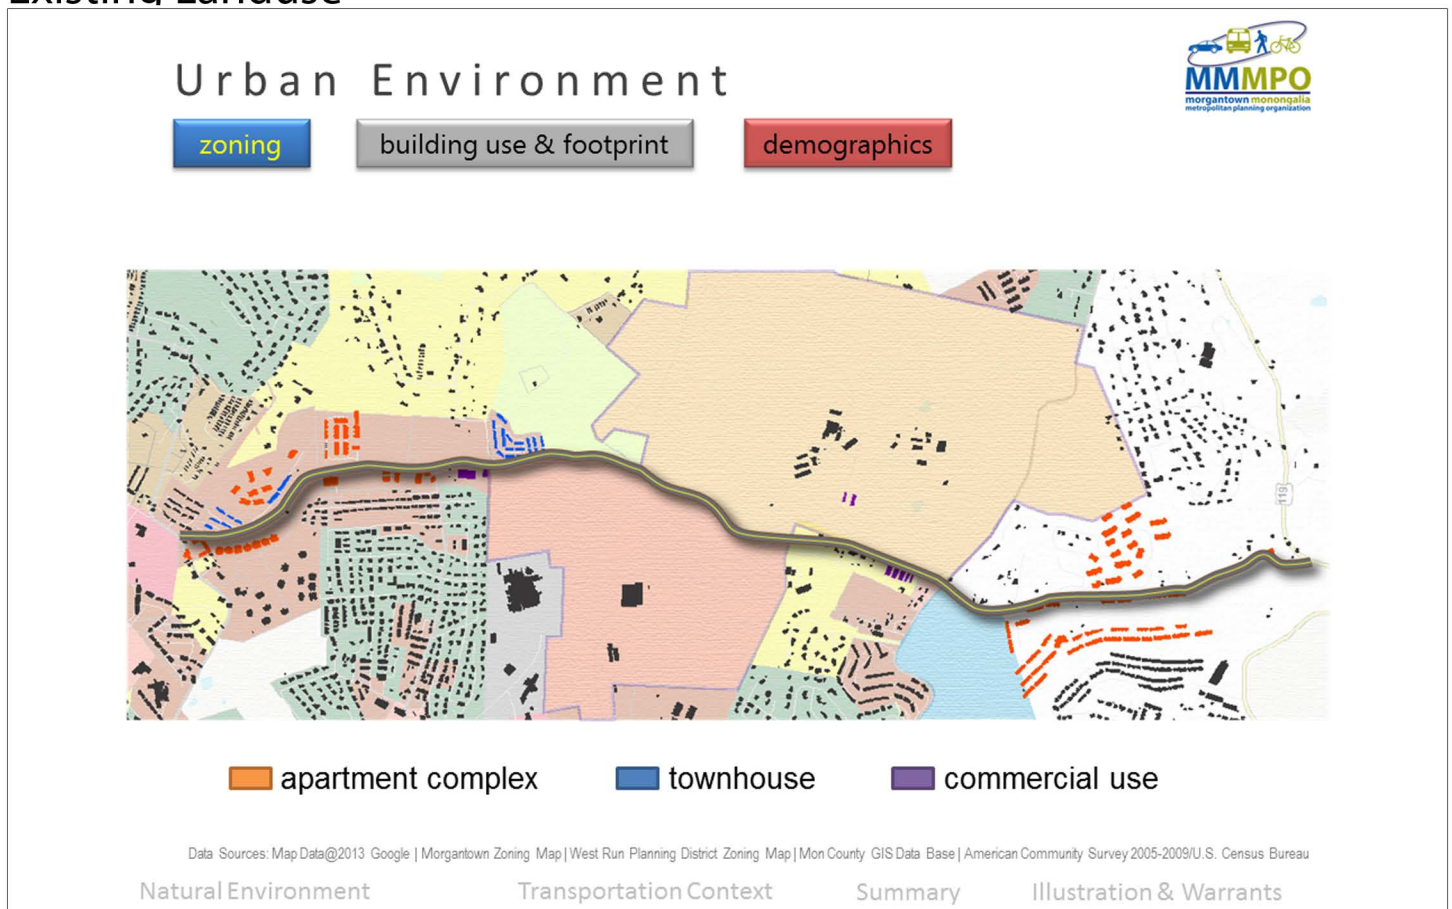 Existing Landuse
Urban Environment
MMMPO
morgantown monongalia
metropolitan planning organization
zoning
building use & footprint
demographics
119
apartment complex
townhouse
commercial use
Data Sources: Map Data@2013 Google | Morgantown Zoning Map | West Run Planning District Zoning Map | Mon County GIS Data Base | American Community Survey 2005-2009/U.S. Census Bureau
Natural Environment
Transportation Context
Summary
Illustration & Warrants